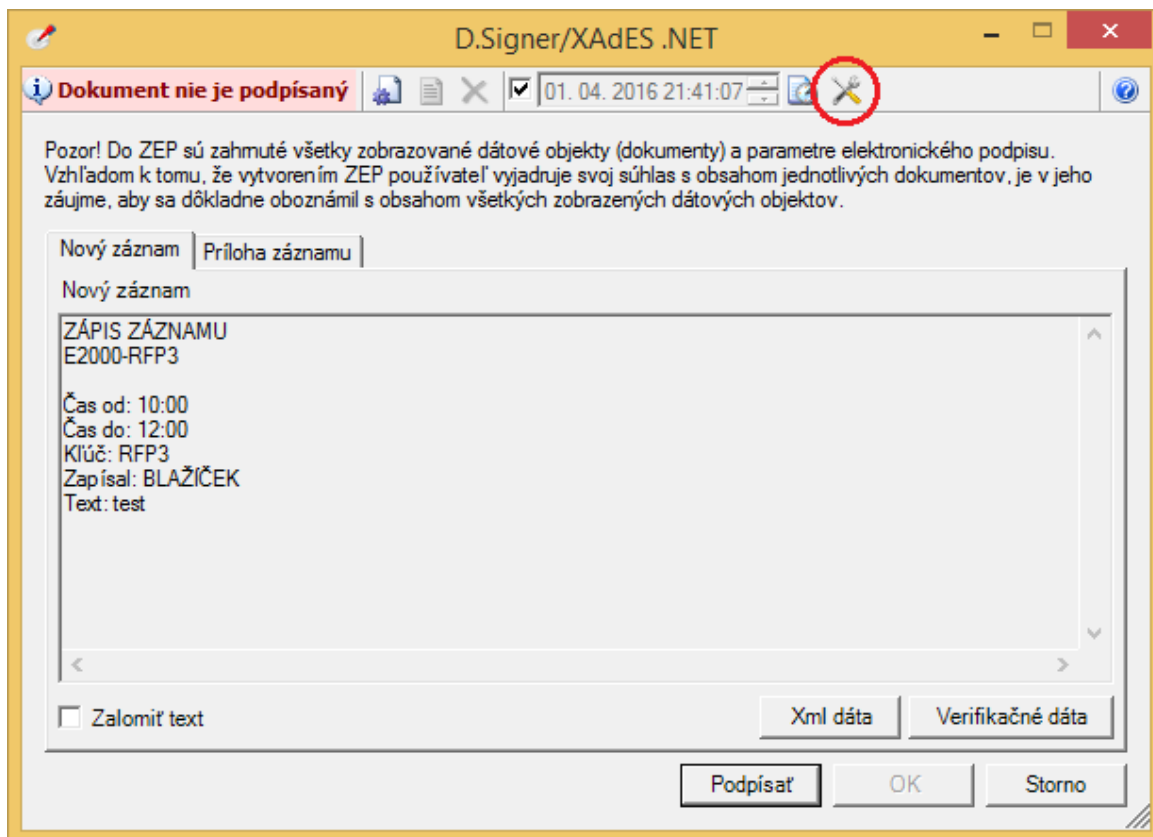 D.Signer/XAdES .NET
Dokument nie je podpísaný
01. 04. 2016 21:41:07
Pozor! Do ZEP sú zahrnuté všetky zobrazované dátové objekty (dokumenty) a parametre elektronického podpisu.
Vzhľadom k tomu, že vytvorením ZEP používateľ vyjadruje svoj súhlas s obsahom jednotlivých dokumentov, je v jeho
záujme, aby sa dôkladne oboznámil s obsahom všetkých zobrazených dátových objektov.
Nový záznam Príloha záznamu
Nový záznam
ZÁPIS ZÁZNAMU
E2000-RFP3
Čas od: 10:00
Čas do: 12:00
Kľúč: RFP3
Zapísal: BLAŽÍČEK
Text: test
Zalomiť text
Xml dáta Verifikačné dáta
Podpísať OK Storno